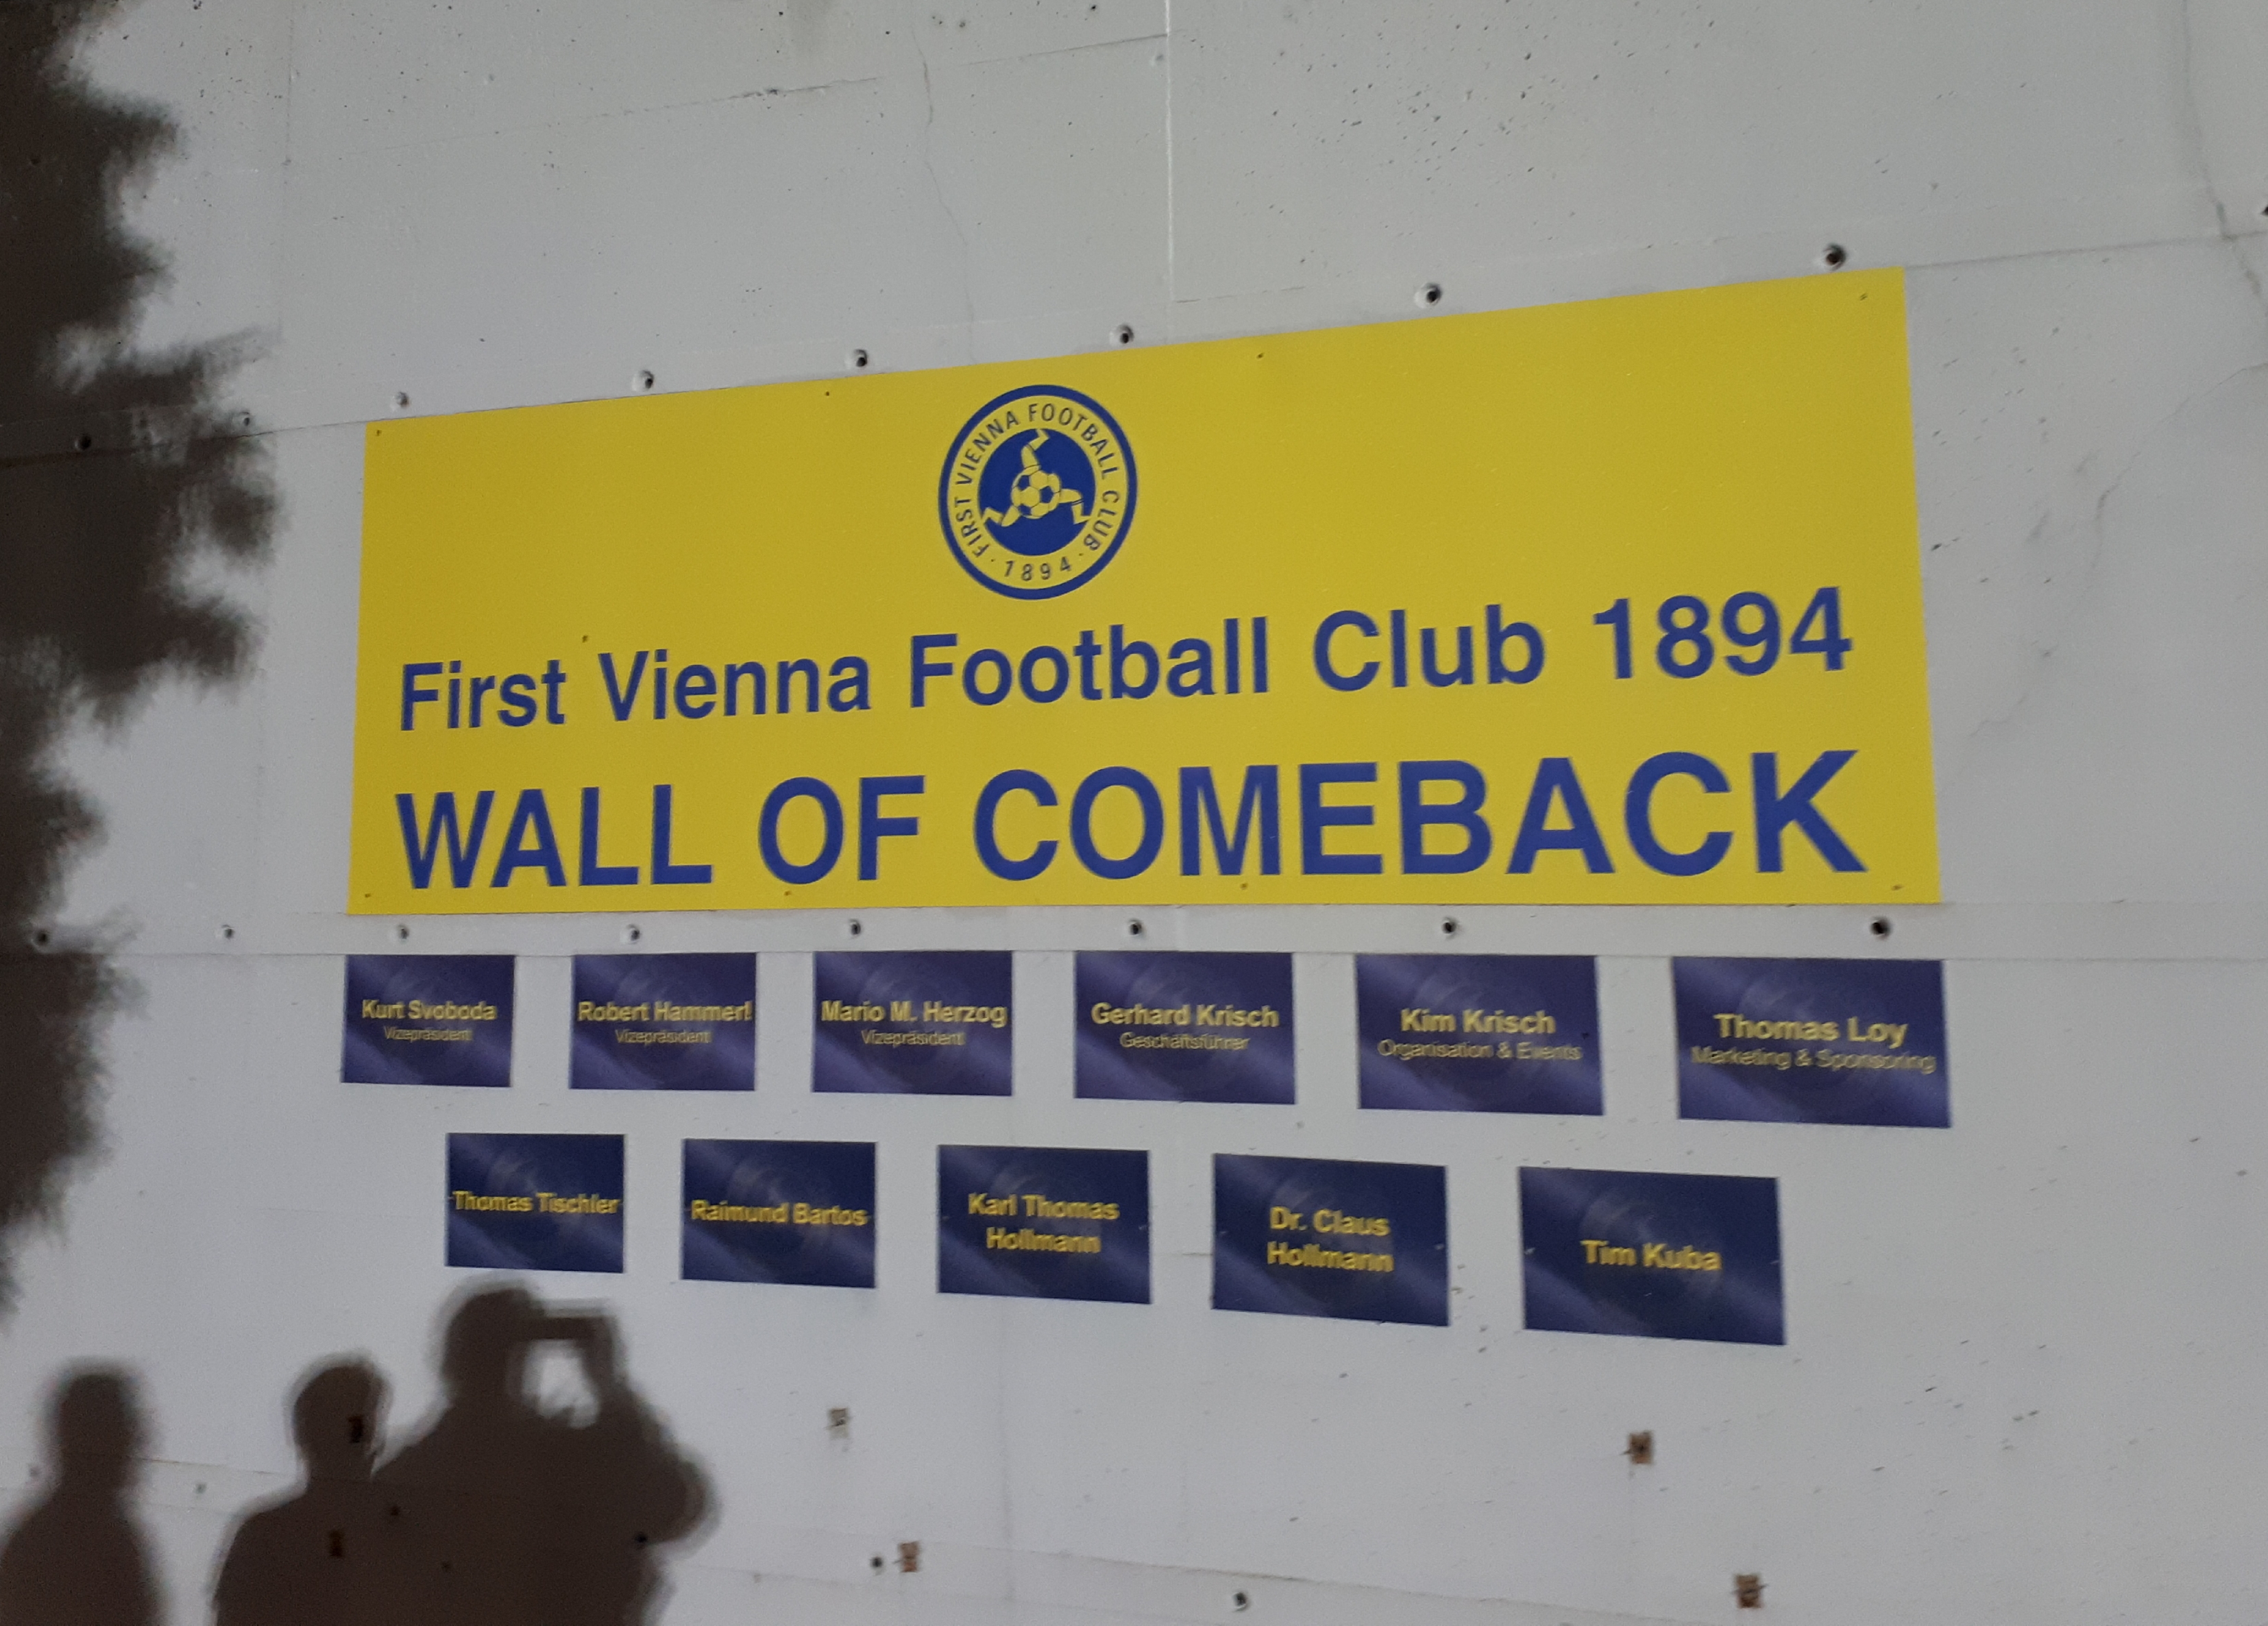 FIRST VIENNA FOOTBALL CLUB
· 1894 ·
First Vienna Football Club 1894
WALL OF COMEBACK
Kurt Svoboda
Vizepräsident
Robert Hammerl
Vizepräsident
Mario M. Herzog
Vizepräsident
Gerhard Krisch
Geschäftsführer
Kim Krisch
Organisation & Events
Thomas Loy
Marketing & Sponsoring
Thomas Tischler
Raimund Bartos
Karl Thomas
Hollmann
Dr. Claus
Hollmann
Tim Kuba